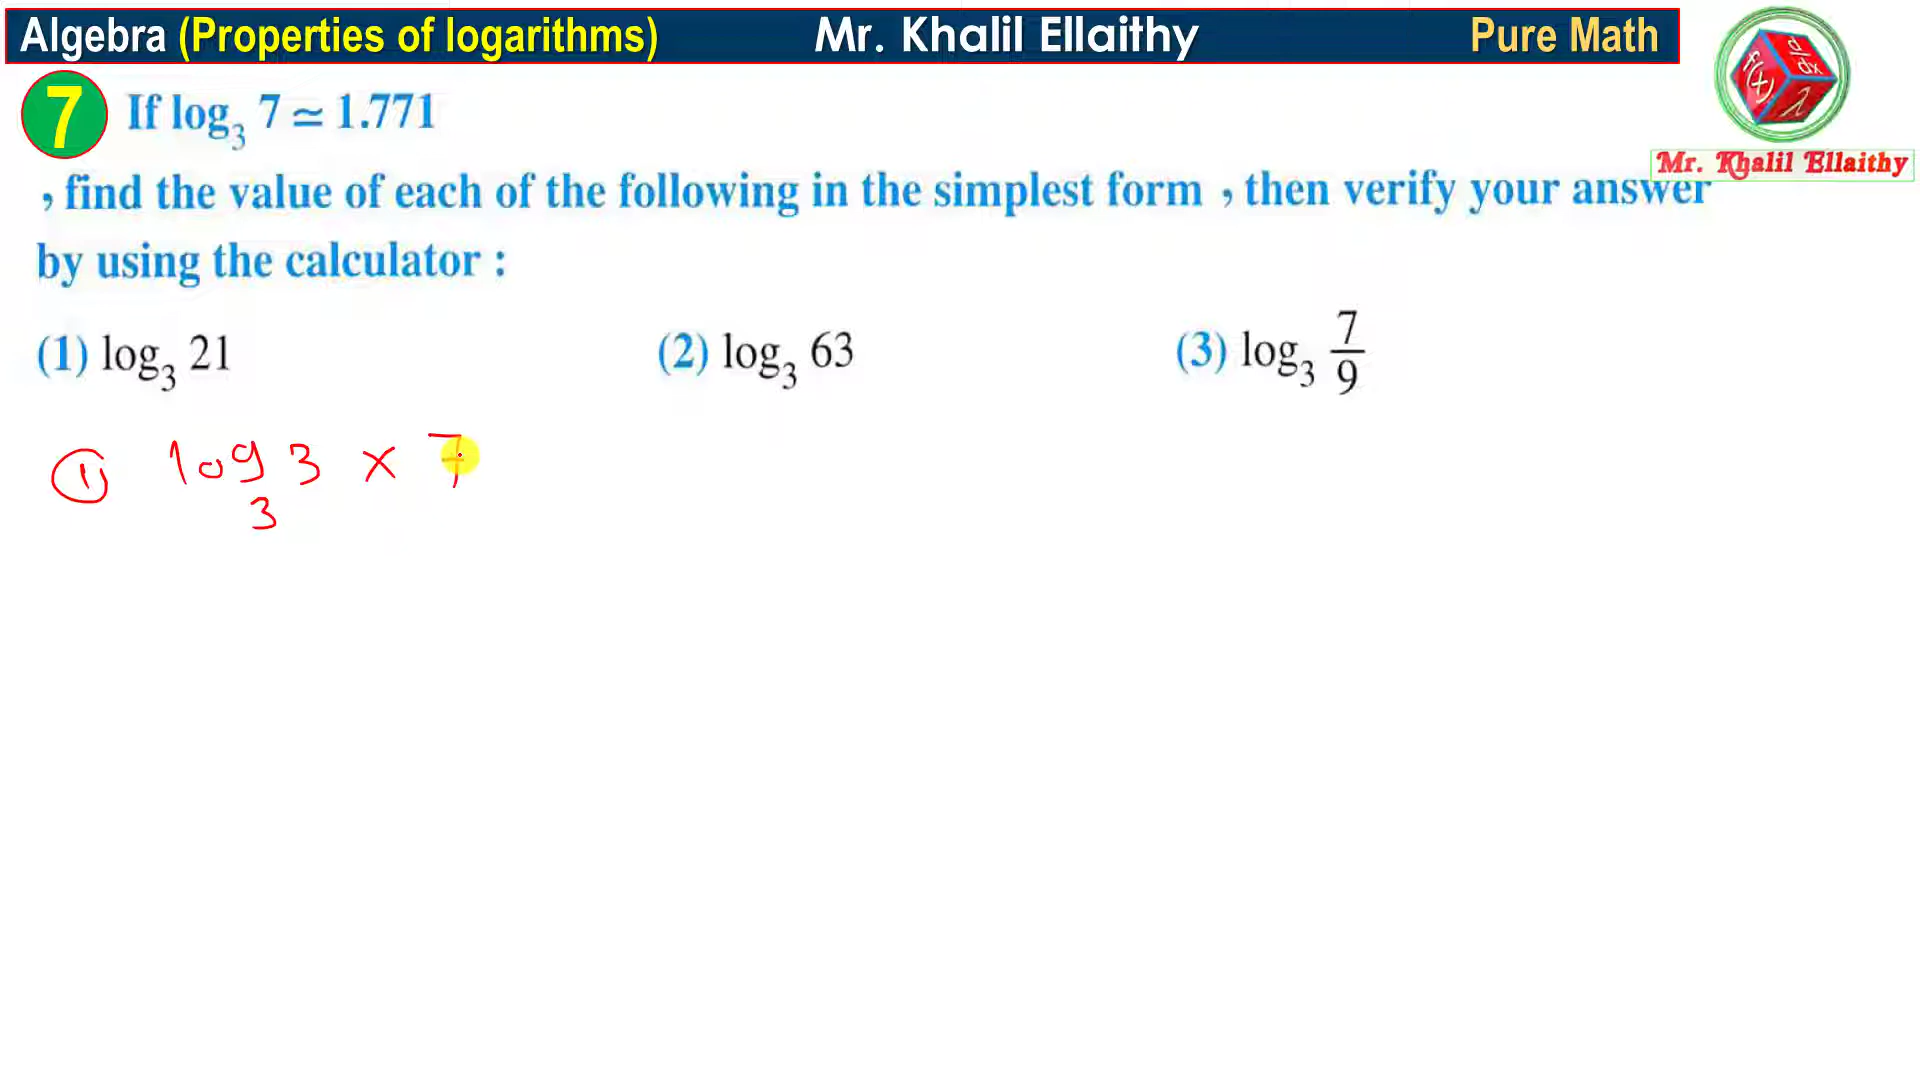 Algebra (Properties of logarithms) Mr. Khalil Ellaithy Pure Math
f(x) d/dx λ
Mr. Khalil Ellaithy
7 If log₃ 7 ≃ 1.771
, find the value of each of the following in the simplest form , then verify your answer
by using the calculator :
(1) log₃ 21 (2) log₃ 63 (3) log₃ 7/9
① log₃ 3 × 7